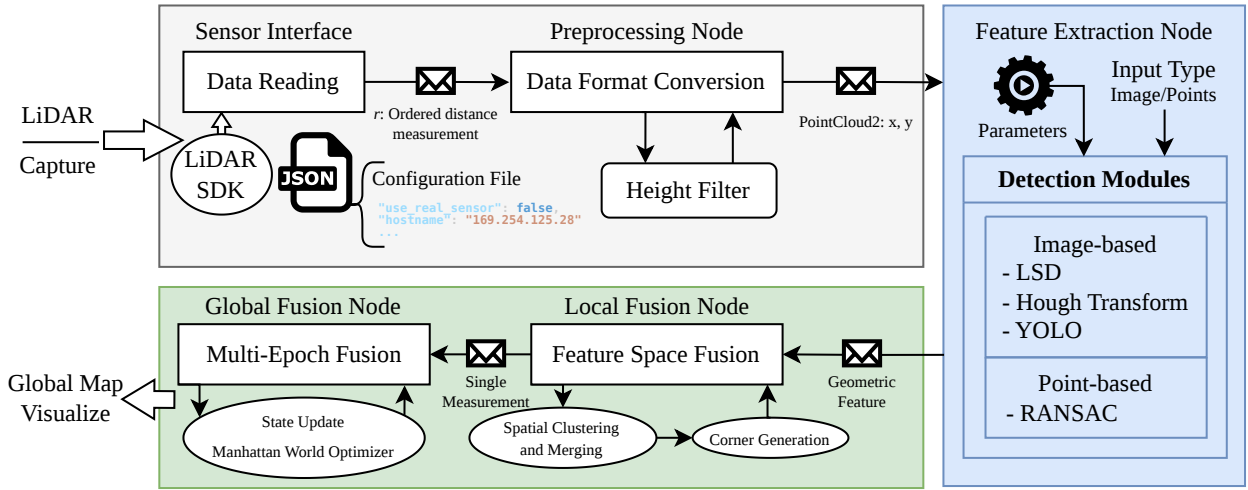 LiDAR
Capture
Sensor Interface
Data Reading
LiDAR
SDK
JSON
Configuration File
"use_real_sensor": false,
"hostname": "169.254.125.28"
...
r: Ordered distance
measurement
Preprocessing Node
Data Format Conversion
Height Filter
PointCloud2: x, y
Feature Extraction Node
Parameters
Input Type
Image/Points
Detection Modules
Image-based
- LSD
- Hough Transform
- YOLO
Point-based
- RANSAC
Geometric
Feature
Local Fusion Node
Feature Space Fusion
Spatial Clustering
and Merging
Corner Generation
Single
Measurement
Global Fusion Node
Multi-Epoch Fusion
State Update
Manhattan World Optimizer
Global Map
Visualize